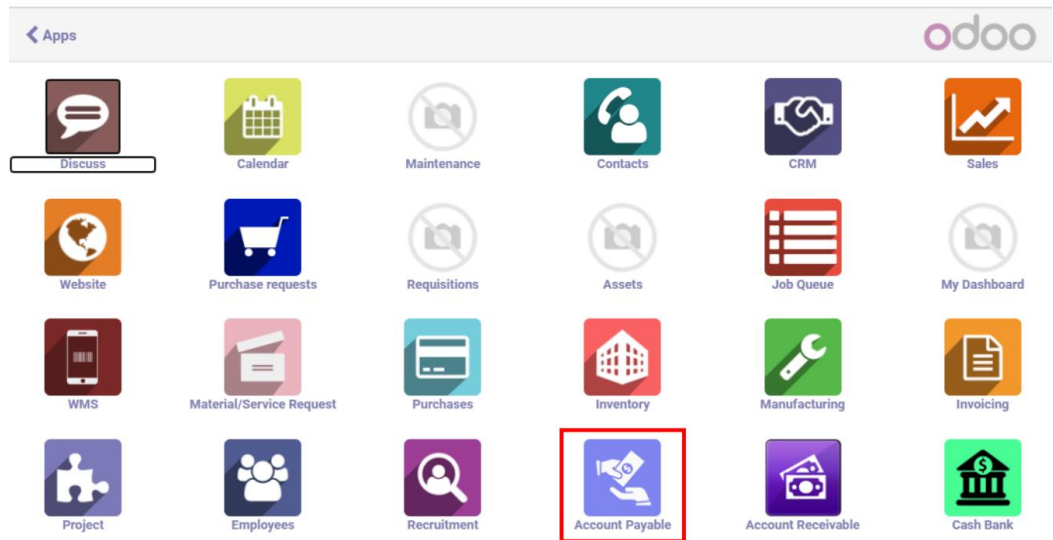 Apps
odoo
Discuss
Calendar
Maintenance
Contacts
CRM
Sales
Website
Purchase requests
Requisitions
Assets
Job Queue
My Dashboard
WMS
Material/Service Request
Purchases
Inventory
Manufacturing
Invoicing
Project
Employees
Recruitment
Account Payable
Account Receivable
Cash Bank